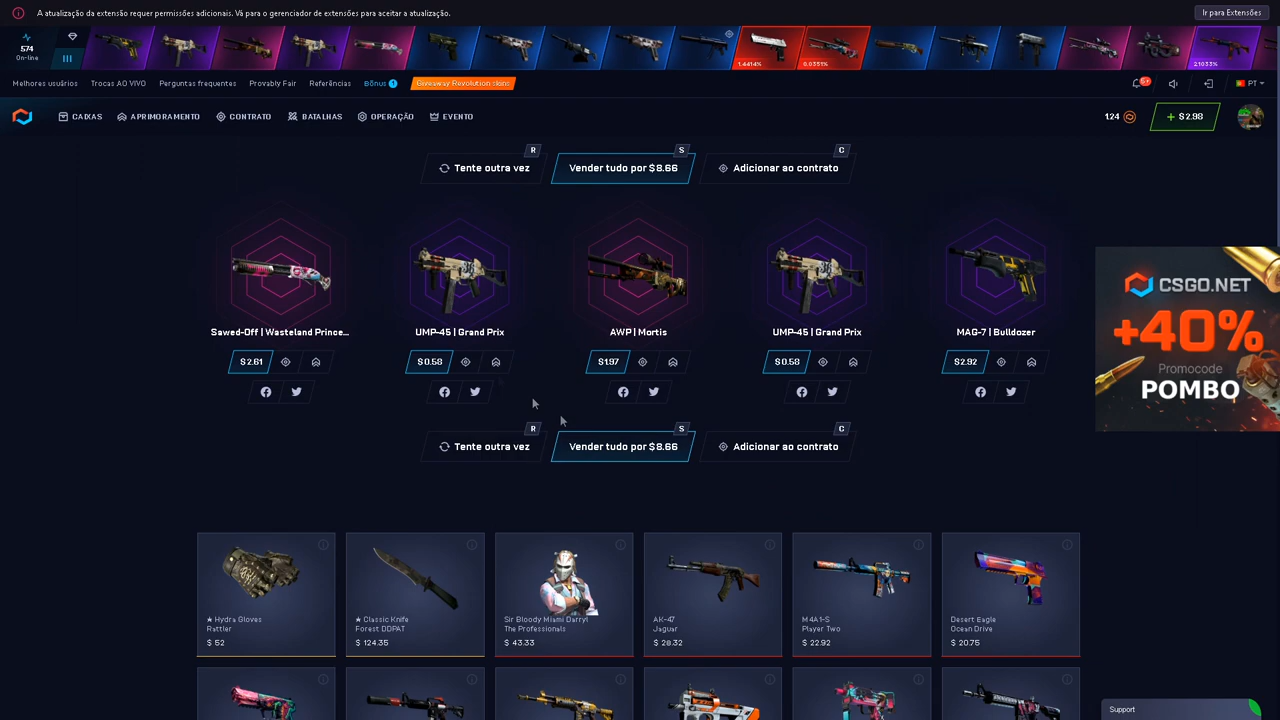 A atualização da extensão requer permissões adicionais. Vá para o gerenciador de extensões para aceitar a atualização.
Ir para Extensões
574
On-line
1.4414%
0.0351%
2.1033%
Melhores usuários
Trocas AO VIVO
Perguntas frequentes
Provably Fair
Referências
Bônus 1
Giveaway Revolution skins
5+
PT
CAIXAS
APRIMORAMENTO
CONTRATO
BATALHAS
OPERAÇÃO
EVENTO
124
+ $2.98
R
Tente outra vez
S
Vender tudo por $8.66
C
Adicionar ao contrato
Sawed-Off | Wasteland Prince...
UMP-45 | Grand Prix
AWP | Mortis
UMP-45 | Grand Prix
MAG-7 | Bulldozer
$2.61
$0.58
$1.97
$0.58
$2.92
CSGO.NET
+40%
Promocode
POMBO
R
Tente outra vez
S
Vender tudo por $8.66
C
Adicionar ao contrato
★ Hydra Gloves
Rattler
$ 52
★ Classic Knife
Forest DDPAT
$ 124.35
Sir Bloody Miami Darryl
The Professionals
$ 43.33
AK-47
Jaguar
$ 28.32
M4A1-S
Player Two
$ 22.92
Desert Eagle
Ocean Drive
$ 20.75
Support